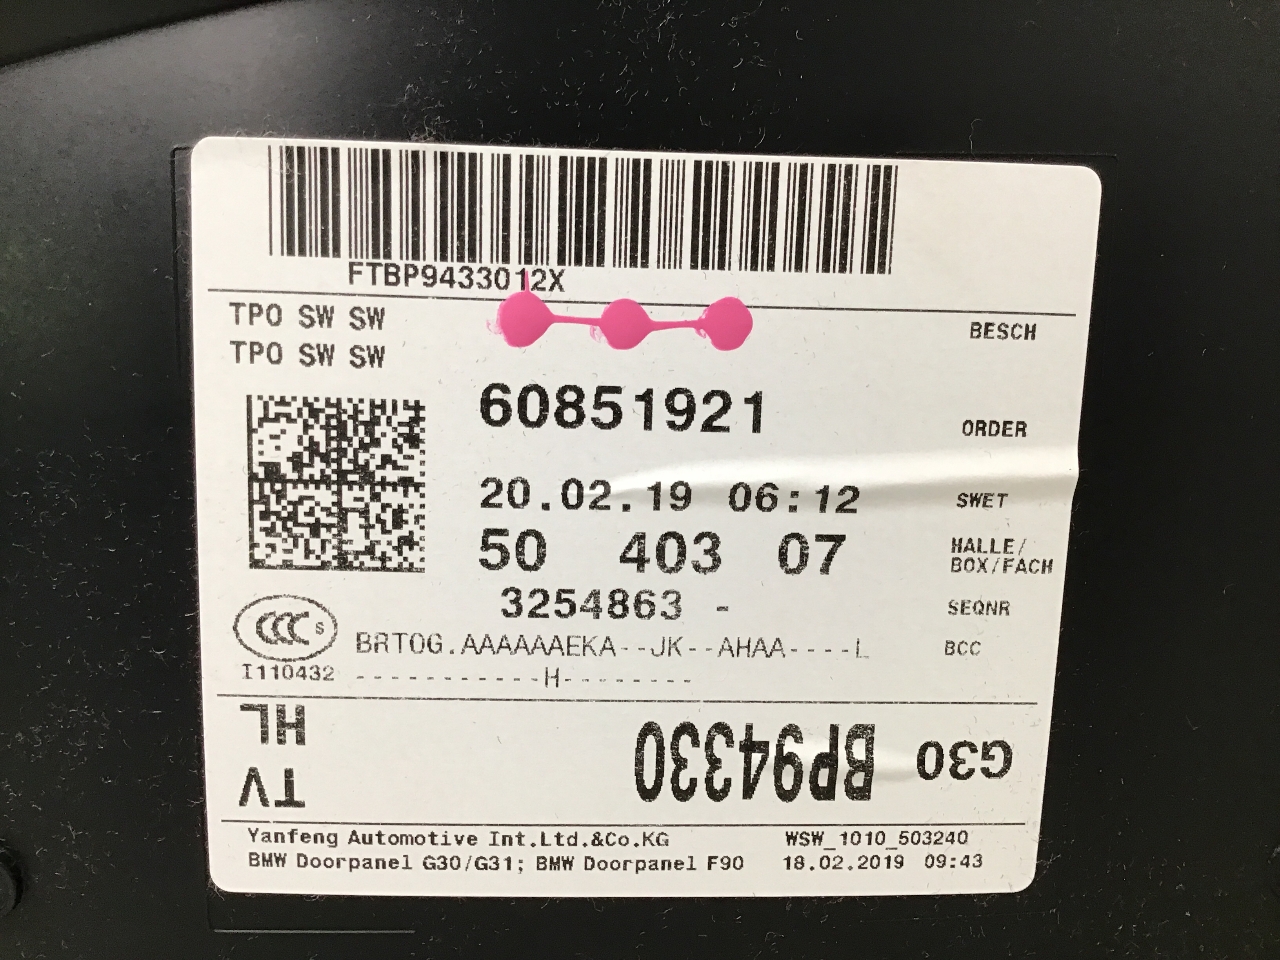 FTBP9433012X
TPO SW SW
TPO SW SW
BESCH
60851921 ORDER
20.02.19 06:12 SWET
50 403 07 HALLE/
BOX/FACH
3254863 - SEQNR
CCC S
I110432
BRTOG.AAAAAAEKA--JK--AHAA----L BCC
-----------H--------
G30 BP94330 HL
TV
Yanfeng Automotive Int.Ltd.&Co.KG WSW_1010_503240
BMW Doorpanel G30/G31; BMW Doorpanel F90 18.02.2019 09:43